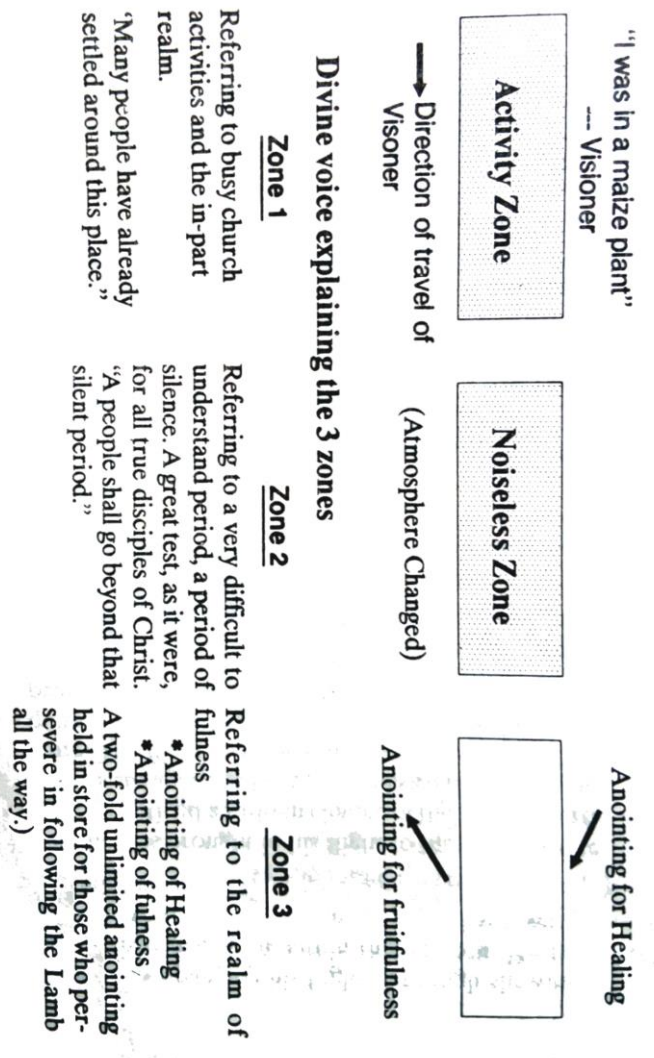 "I was in a maize plant"
--- Visioner
Anointing for Healing
Activity Zone
Noiseless Zone
Direction of travel of
Visoner
(Atmosphere Changed)
Anointing for fruitfulness
Divine voice explaining the 3 zones
Zone 1
Referring to busy church
activities and the in-part
realm.
'Many people have already
settled around this place."
Zone 2
Referring to a very difficult to
understand period, a period of
silence. A great test, as it were,
for all true disciples of Christ.
"A people shall go beyond that
silent period."
Zone 3
Referring to the realm of
fulness
*Anointing of Healing
*Anointing of fulness
A two-fold unlimited anointing
held in store for those who per-
severe in following the Lamb
all the way.)